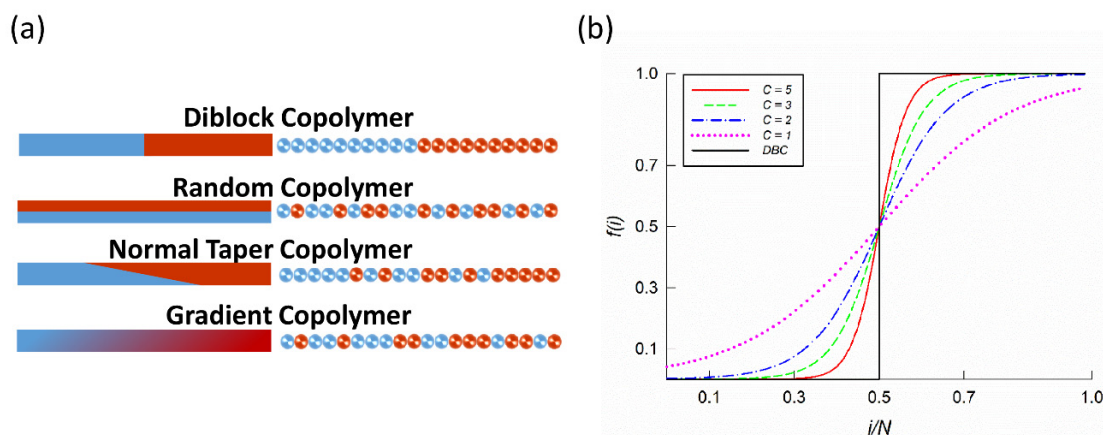 (a)
Diblock Copolymer
Random Copolymer
Normal Taper Copolymer
Gradient Copolymer
(b)
1.0
0.7
0.5
0.3
0.1
f(i)
C = 5
C = 3
C = 2
C = 1
DBC
0.1
0.3
0.5
0.7
1.0
i/N